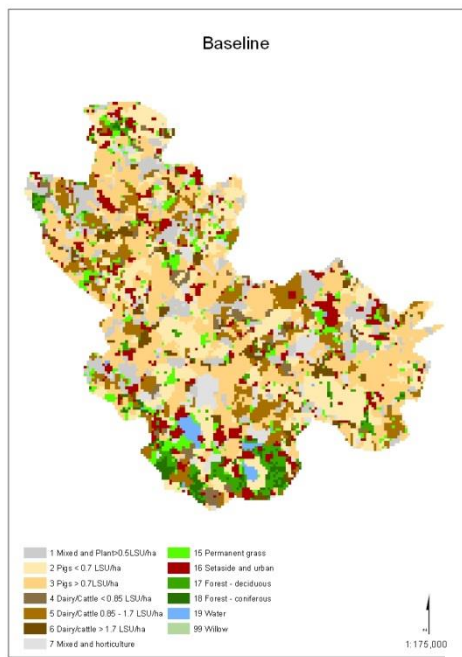 Baseline
1 Mixed and Plant>0.5LSU/ha
2 Pigs < 0.7 LSU/ha
3 Pigs > 0.7LSU/ha
4 Dairy/Cattle < 0.85 LSU/ha
5 Dairy/Cattle 0.85 - 1.7 LSU/ha
6 Dairy/cattle > 1.7 LSU/ha
7 Mixed and horticulture
15 Permanent grass
16 Setaside and urban
17 Forest - deciduous
18 Forest - coniferous
19 Water
99 Willow
1:175,000